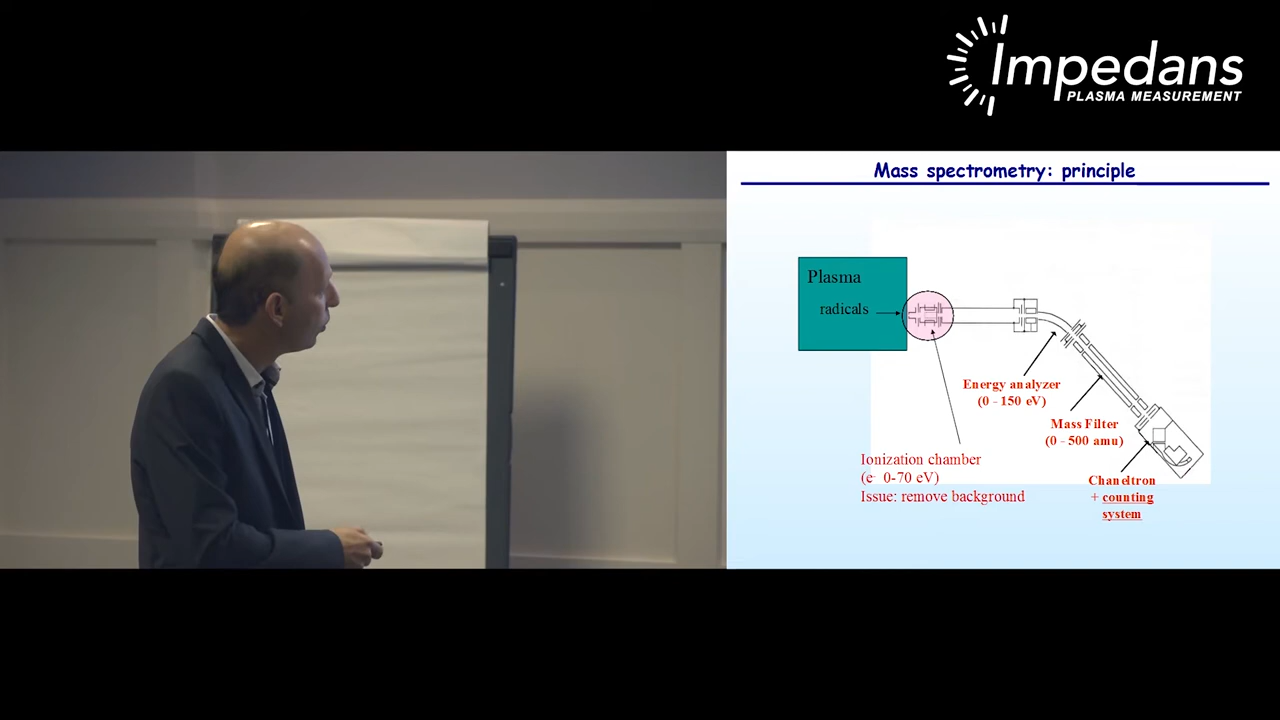 Impedans
PLASMA MEASUREMENT
Mass spectrometry: principle
Plasma
radicals
Energy analyzer
(0 - 150 eV)
Mass Filter
(0 - 500 amu)
Ionization chamber
(e- 0-70 eV)
Issue: remove background
Chaneltron
+ counting
system